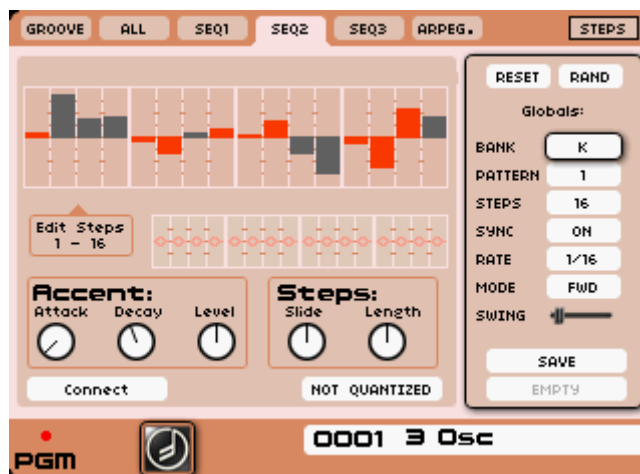 GROOVE ALL SEQ1 SEQ2 SEQ3 ARPEG. STEPS
RESET RAND
Globals:
BANK K
PATTERN 1
STEPS 16
SYNC ON
RATE 1/16
MODE FWD
SWING
SAVE
EMPTY
Edit Steps
1 - 16
Accent:
Attack Decay Level
Steps:
Slide Length
Connect
NOT QUANTIZED
PGM
0001 3 Osc